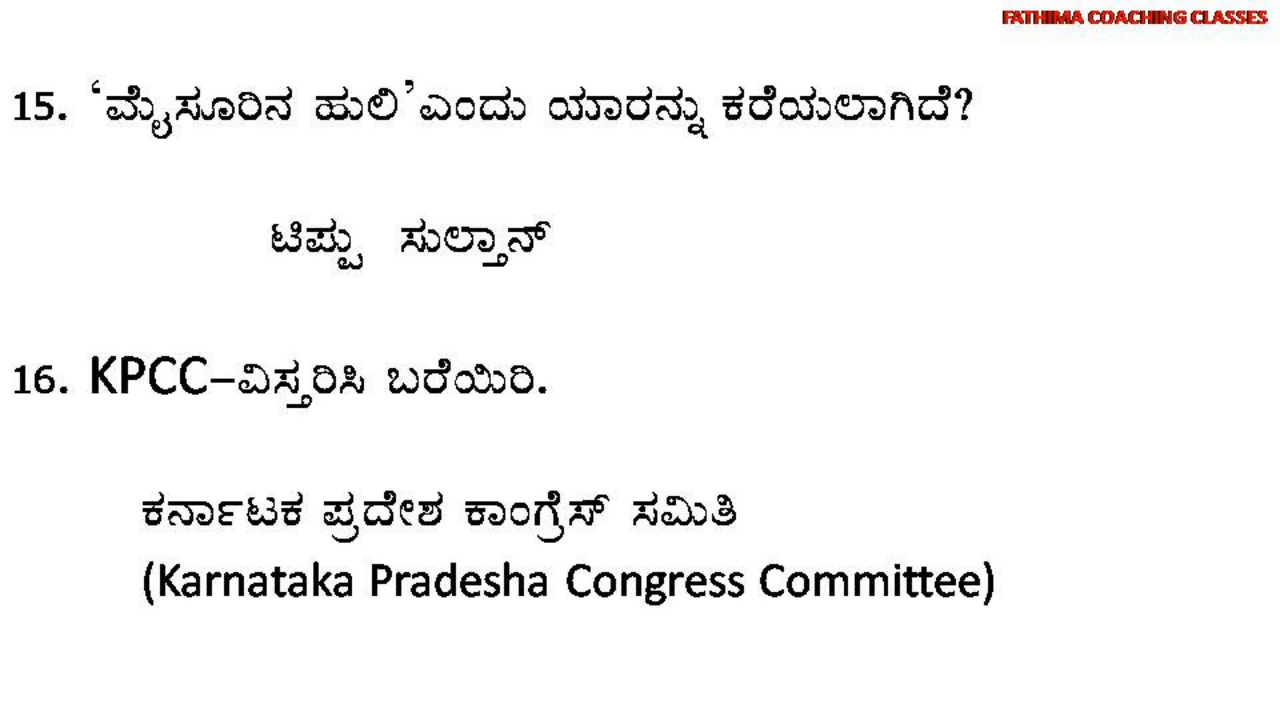 FATHIMA COACHING CLASSES
15. ‘ಮೈಸೂರಿನ ಹುಲಿ’ಎಂದು ಯಾರನ್ನು ಕರೆಯಲಾಗಿದೆ?
ಟಿಪ್ಪು ಸುಲ್ತಾನ್
16. KPCC–ವಿಸ್ತರಿಸಿ ಬರೆಯಿರಿ.
ಕರ್ನಾಟಕ ಪ್ರದೇಶ ಕಾಂಗ್ರೆಸ್ ಸಮಿತಿ
(Karnataka Pradesha Congress Committee)